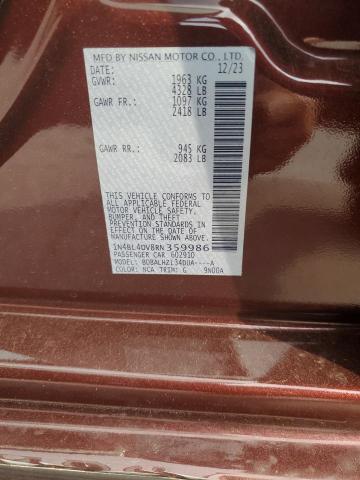 MFD BY NISSAN MOTOR CO., LTD.
DATE: 12/23
GVWR: 1963 KG
4328 LB
GAWR FR: 1097 KG
2418 LB
GAWR RR: 945 KG
2083 LB
THIS VEHICLE CONFORMS TO
ALL APPLICABLE FEDERAL
MOTOR VEHICLE SAFETY,
BUMPER, AND THEFT
PREVENTION STANDARDS IN
EFFECT ON THE DATE OF
MANUFACTURE SHOWN ABOVE.
1N4BL4DV8RN359986
PASSENGER CAR 602910
MODEL: BDBALHZL34DUA----A
COLOR: NCA TRIM: G 9N00A